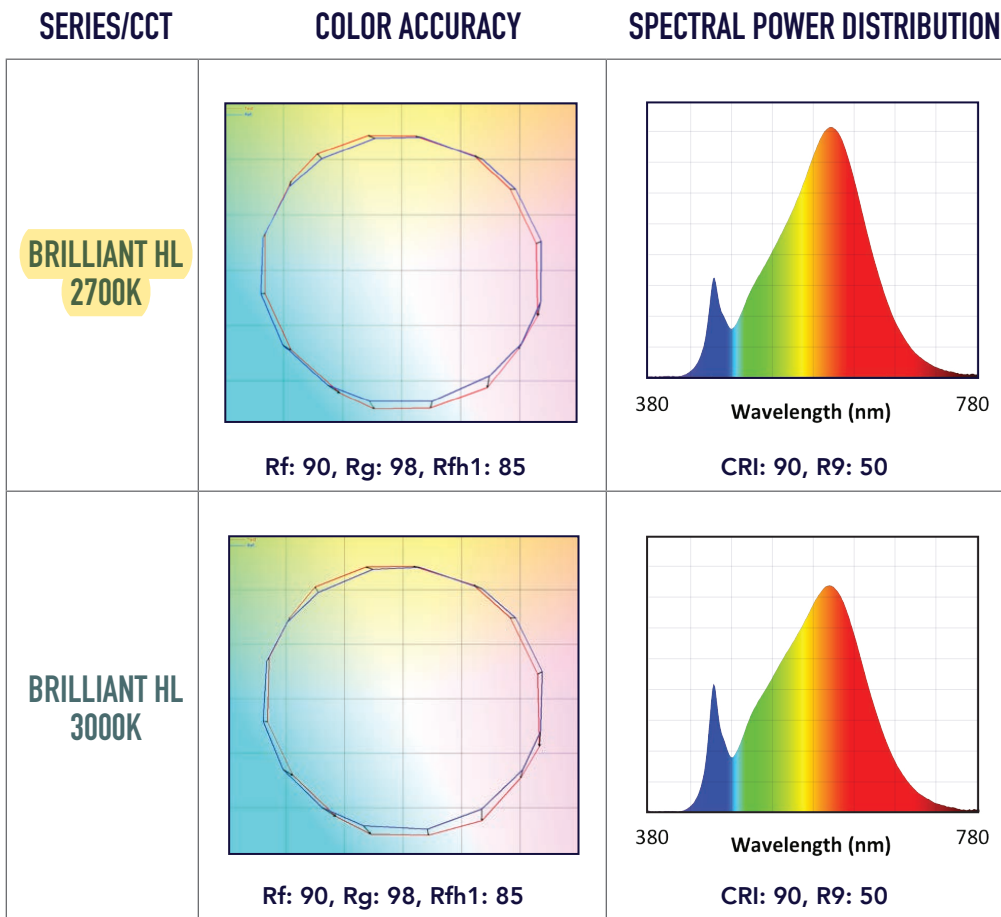 SERIES/CCT
COLOR ACCURACY
SPECTRAL POWER DISTRIBUTION
BRILLIANT HL
2700K
380
Wavelength (nm)
780
Rf: 90, Rg: 98, Rfh1: 85
CRI: 90, R9: 50
BRILLIANT HL
3000K
380
Wavelength (nm)
780
Rf: 90, Rg: 98, Rfh1: 85
CRI: 90, R9: 50